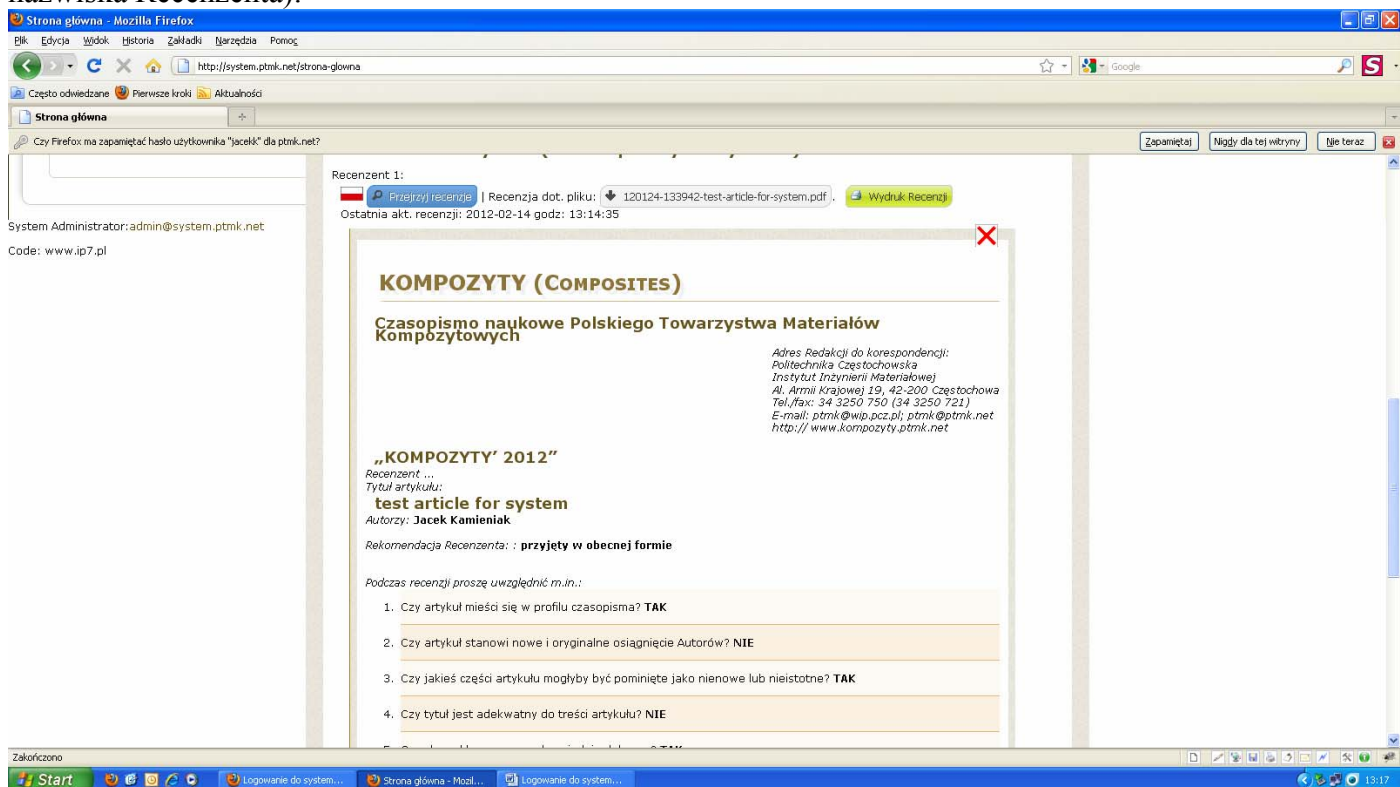 nazwiska Recenzenta).
Strona główna - Mozilla Firefox
Plik Edycja Widok Historia Zakładki Narzędzia Pomoc
http://system.ptmk.net/strona-glowna
Google
S
Często odwiedzane Pierwsze kroki Aktualności
Strona główna
Czy Firefox ma zapamiętać hasło użytkownika "jacekk" dla ptmk.net? Zapamiętaj Nigdy dla tej witryny Nie teraz
Recenzent 1:
Przejrzyj recenzje | Recenzja dot. pliku: 120124-133942-test-article-for-system.pdf. Wydruk Recenzji
Ostatnia akt. recenzji: 2012-02-14 godz: 13:14:35
System Administrator:admin@system.ptmk.net
Code: www.ip7.pl
KOMPOZYTY (COMPOSITES)
Czasopismo naukowe Polskiego Towarzystwa Materiałów
Kompozytowych
Adres Redakcji do korespondencji:
Politechnika Częstochowska
Instytut Inżynierii Materiałowej
Al. Armii Krajowej 19, 42-200 Częstochowa
Tel./fax: 34 3250 750 (34 3250 721)
E-mail: ptmk@wip.pcz.pl; ptmk@ptmk.net
http:// www.kompozyty.ptmk.net
„KOMPOZYTY’ 2012”
Recenzent ...
Tytuł artykułu:
test article for system
Autorzy: Jacek Kamieniak
Rekomendacja Recenzenta: : przyjęty w obecnej formie
Podczas recenzji proszę uwzględnić m.in.:
1. Czy artykuł mieści się w profilu czasopisma? TAK
2. Czy artykuł stanowi nowe i oryginalne osiągnięcie Autorów? NIE
3. Czy jakieś części artykułu mogłyby być pominięte jako nienowe lub nieistotne? TAK
4. Czy tytuł jest adekwatny do treści artykułu? NIE
Zakończono
Start Logowanie do system... Strona główna - Mozil... Logowanie do system... 13:17